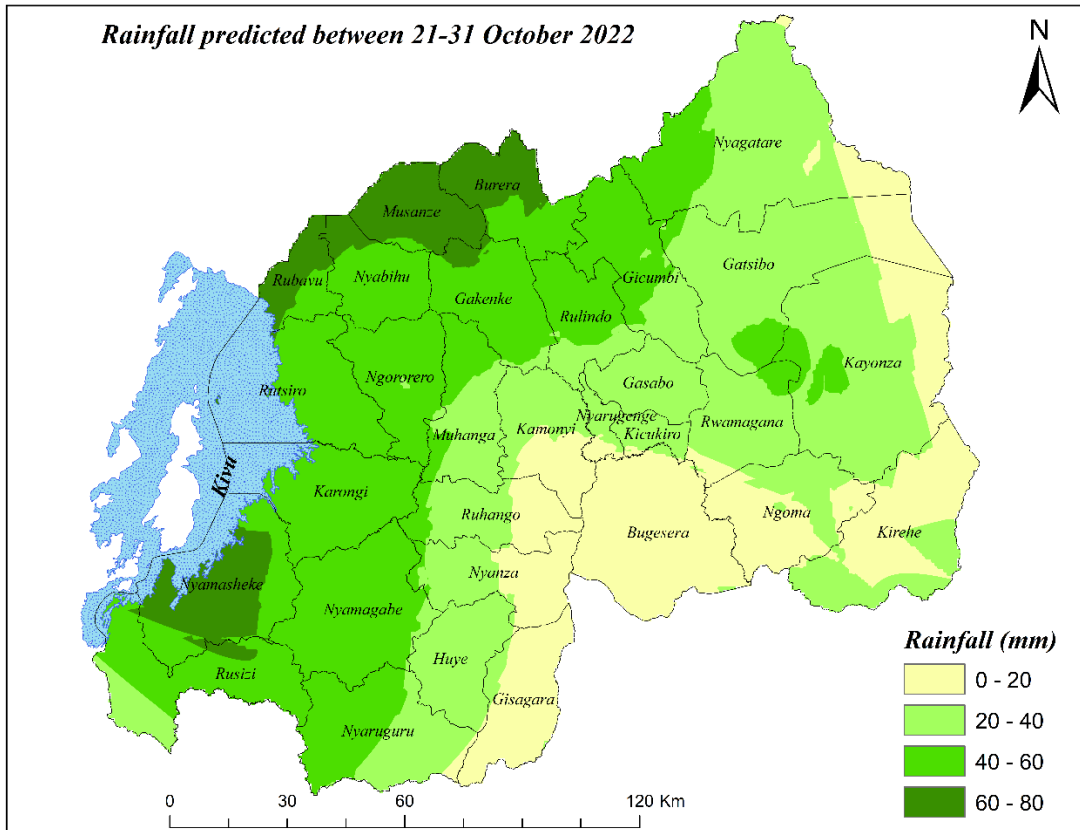 Rainfall predicted between 21-31 October 2022
N
Nyagatare
Burera
Musanze
Gatsibo
Rubavu
Nyabihu
Gicumbi
Gakenke
Rulindo
Kayonza
Ngororero
Gasabo
Rutsiro
Nyarugenge
Rwamagana
Muhanga
Kamonyi
Kicukiro
Kivu
Karongi
Ruhango
Bugesera
Ngoma
Kirehe
Nyanza
Nyamasheke
Nyamagabe
Huye
Rusizi
Gisagara
Nyaruguru
Rainfall (mm)
0 - 20
20 - 40
40 - 60
60 - 80
0 30 60 120 Km